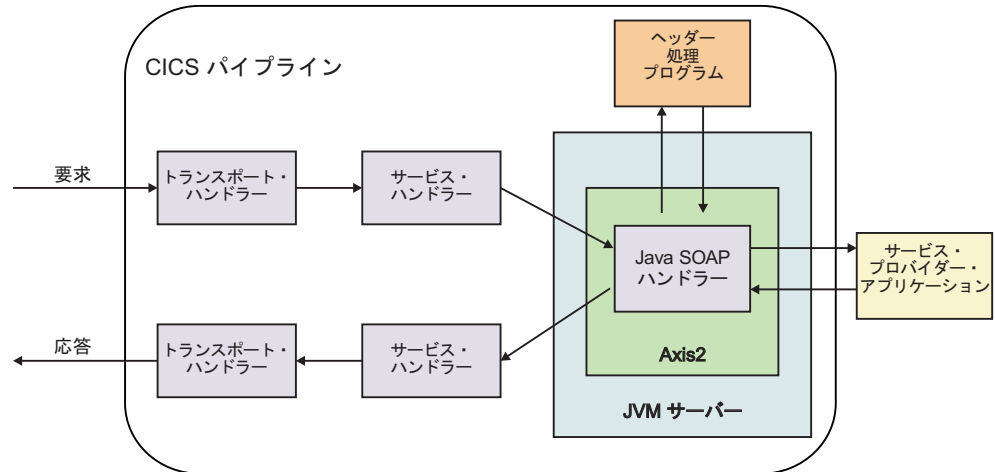 CICS パイプライン
ヘッダー
処理
プログラム
要求
トランスポート・
ハンドラー
サービス・
ハンドラー
Java SOAP
ハンドラー
サービス・
プロバイダー・
アプリケーション
応答
トランスポート・
ハンドラー
サービス・
ハンドラー
Axis2
JVM サーバー